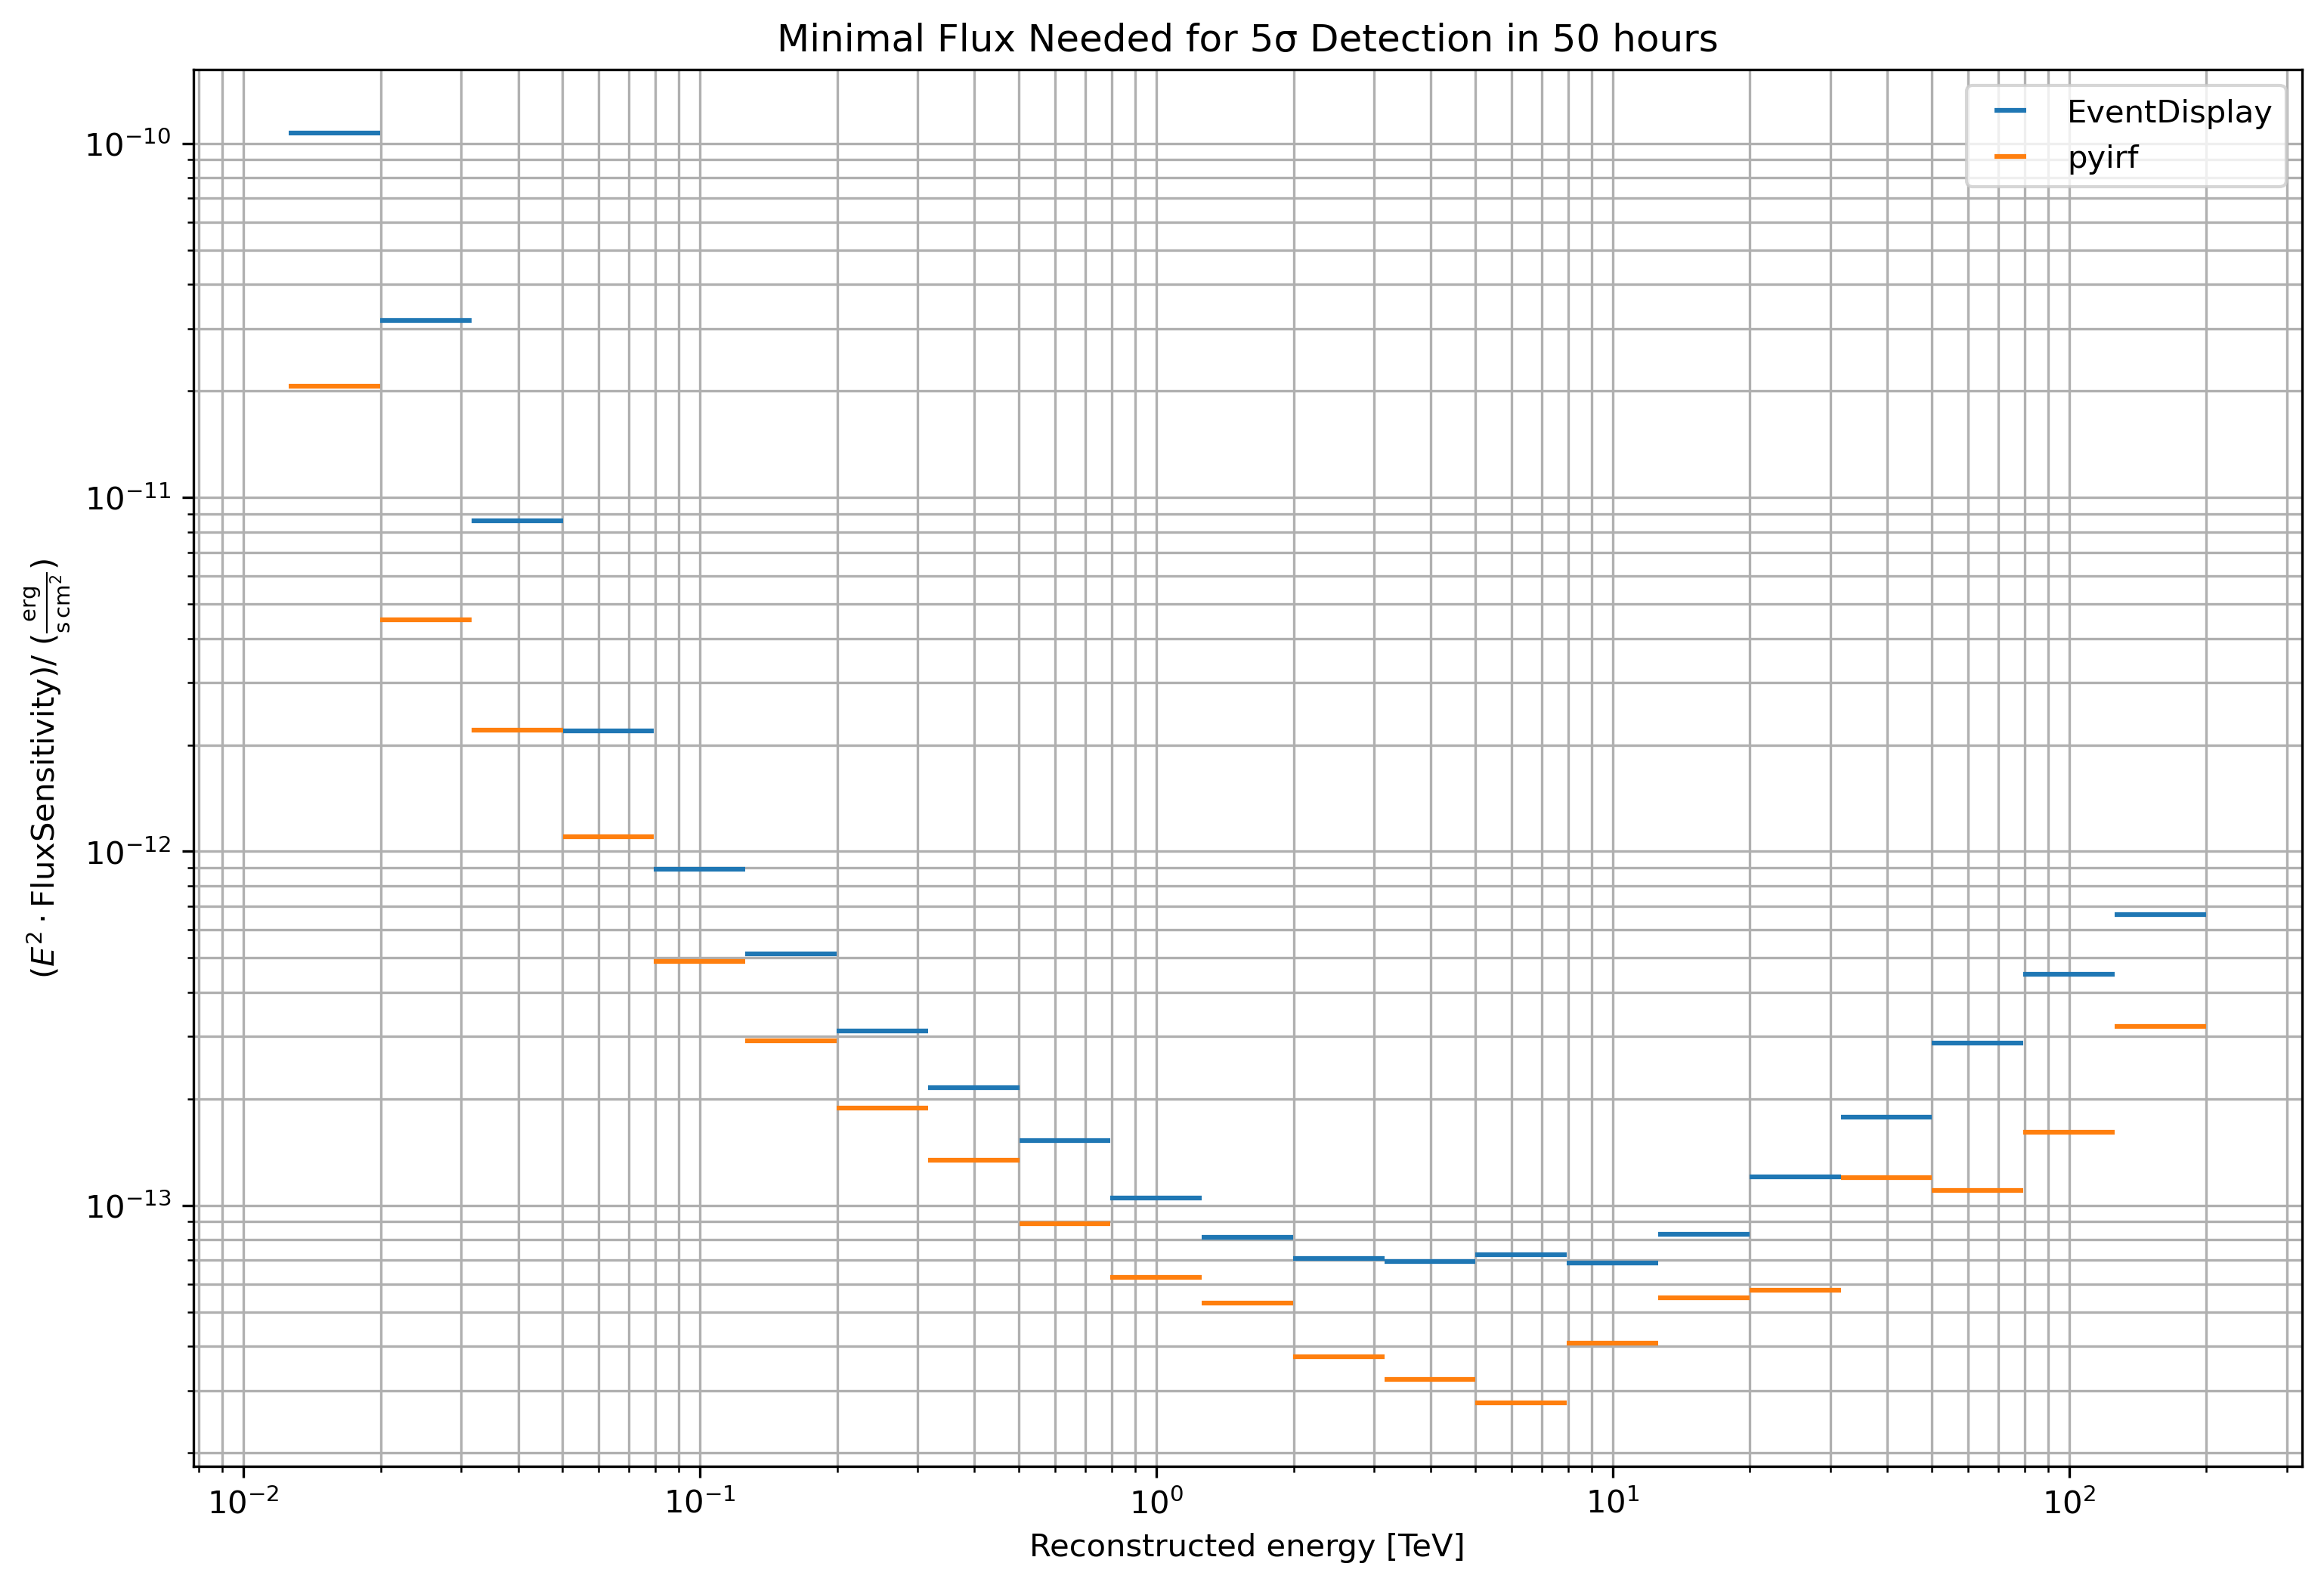 Minimal Flux Needed for 5σ Detection in 50 hours
EventDisplay
pyirf
10⁻¹⁰
10⁻¹¹
10⁻¹²
10⁻¹³
(E² · FluxSensitivity)/ (erg / s cm²)
10⁻²
10⁻¹
10⁰
10¹
10²
Reconstructed energy [TeV]